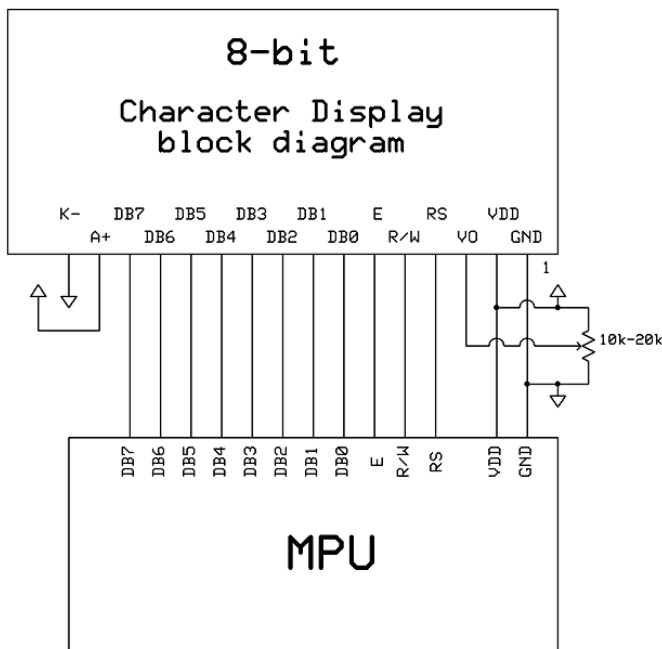 8-bit
Character Display
block diagram
K- DB7 DB5 DB3 DB1 E RS VDD
A+ DB6 DB4 DB2 DB0 R/W VO GND
1
10k-20k
DB7 DB6 DB5 DB4 DB3 DB2 DB1 DB0 E R/W RS VDD GND
MPU